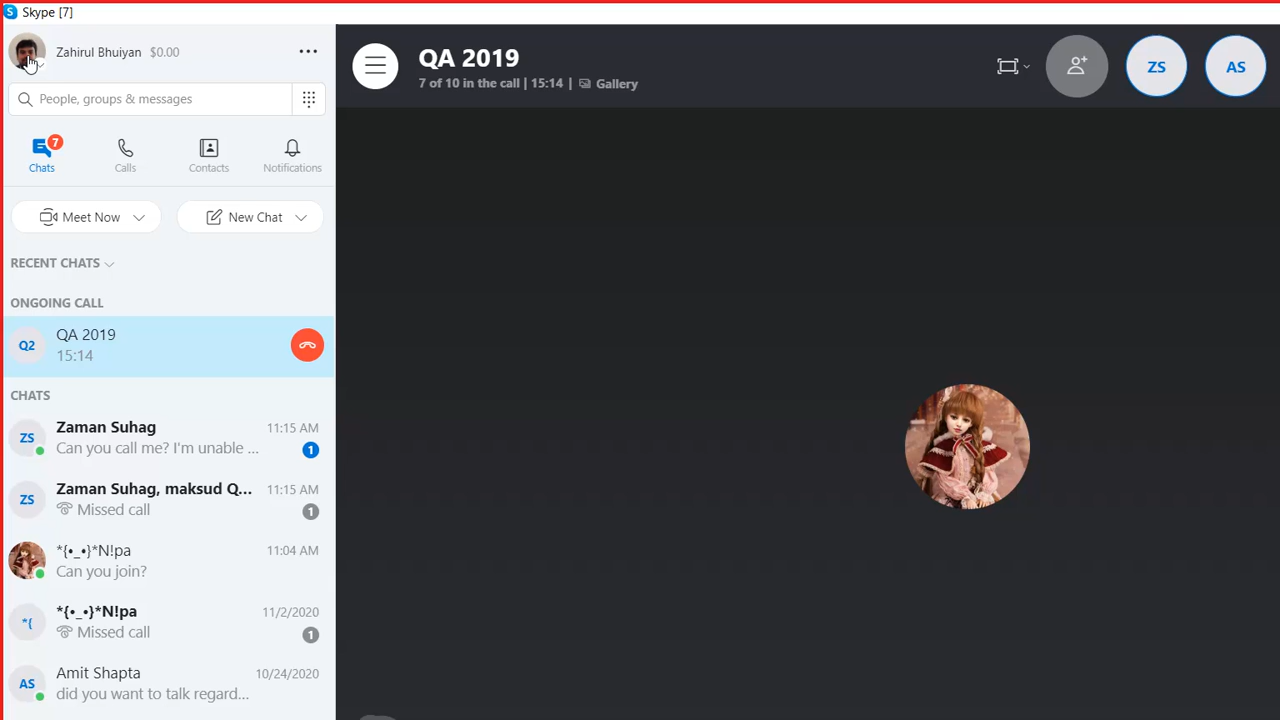 Skype [7]
Zahirul Bhuiyan $0.00
People, groups & messages
7
Chats
Calls
Contacts
Notifications
Meet Now
New Chat
RECENT CHATS
ONGOING CALL
Q2
QA 2019
15:14
CHATS
ZS
Zaman Suhag
11:15 AM
Can you call me? I'm unable ...
1
ZS
Zaman Suhag, maksud Q...
11:15 AM
Missed call
1
*{•_•}*N!pa
11:04 AM
Can you join?
*{
*{•_•}*N!pa
11/2/2020
Missed call
1
AS
Amit Shapta
10/24/2020
did you want to talk regard...
QA 2019
7 of 10 in the call | 15:14 | Gallery
ZS
AS